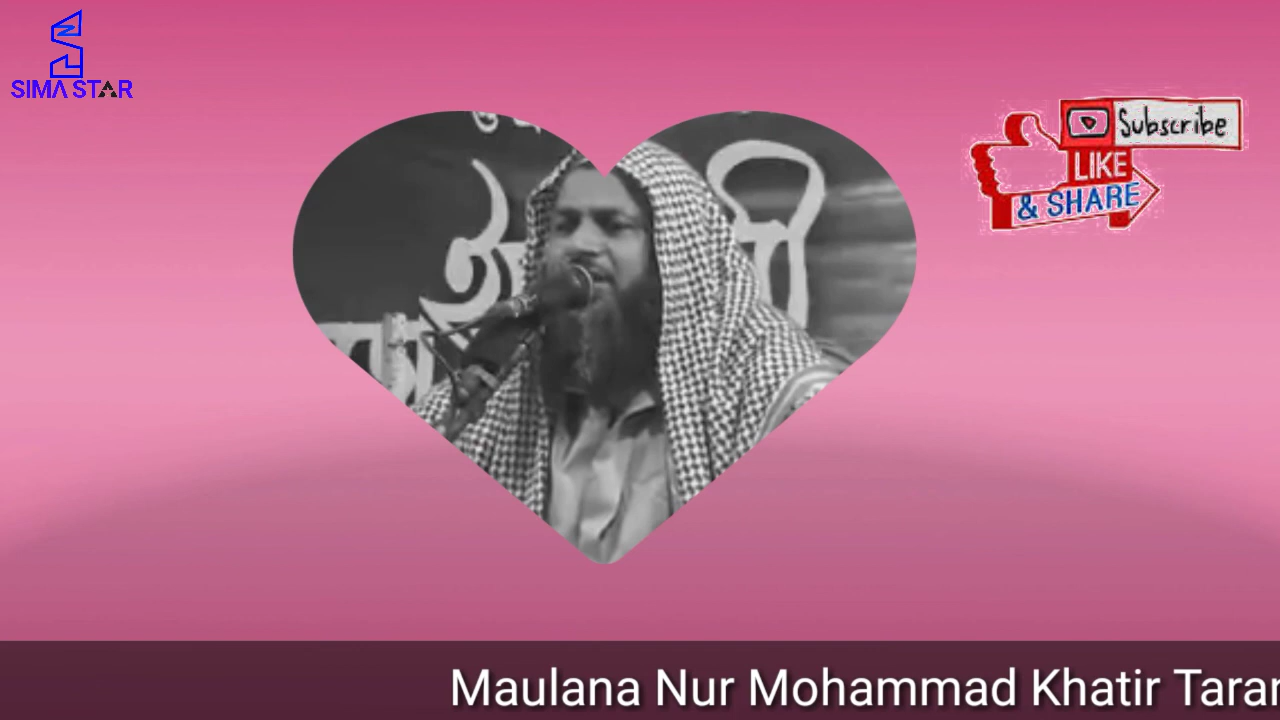 SIMA STAR
Subscribe
LIKE
& SHARE
Maulana Nur Mohammad Khatir Tarar